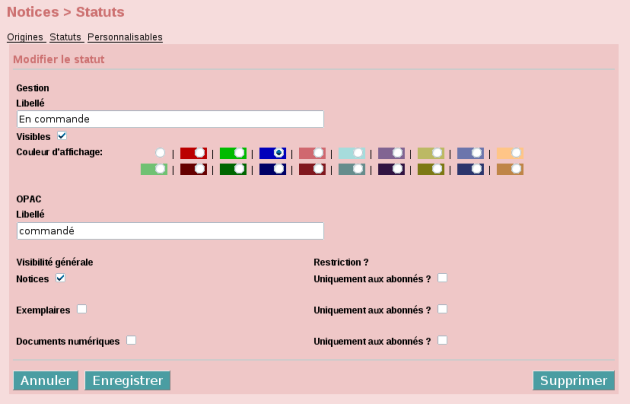 Notices > Statuts
Origines Statuts Personnalisables
Modifier le statut
Gestion
Libellé
En commande
Visibles
Couleur d'affichage:
OPAC
Libellé
commandé
Visibilité générale Restriction ?
Notices Uniquement aux abonnés ?
Exemplaires Uniquement aux abonnés ?
Documents numériques Uniquement aux abonnés ?
Annuler Enregistrer Supprimer